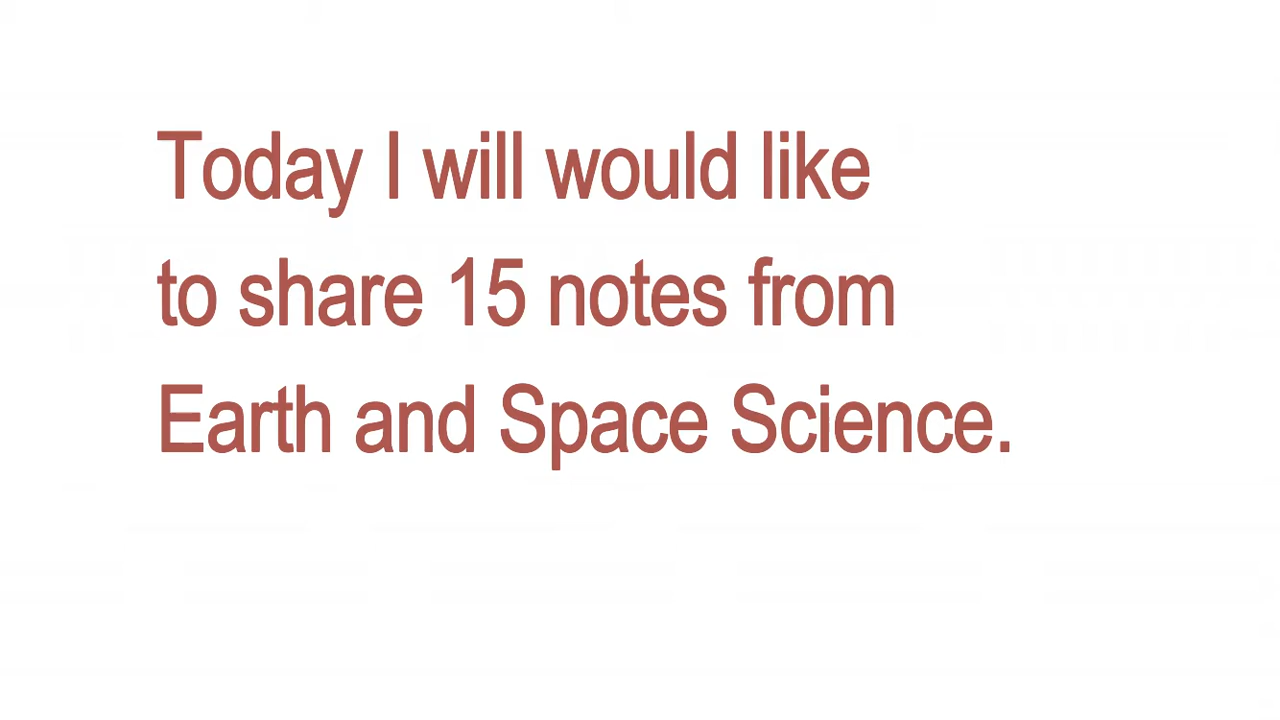 Today I will would like
to share 15 notes from
Earth and Space Science.